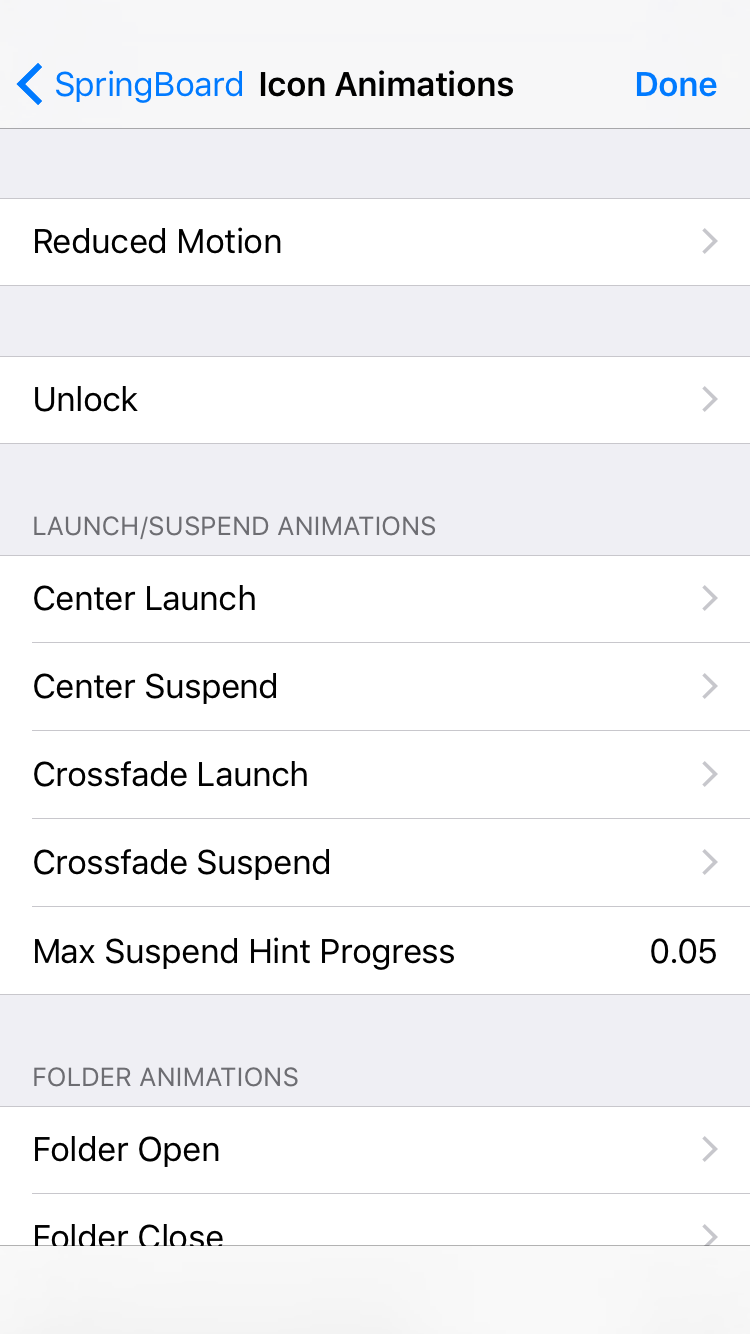 SpringBoard Icon Animations Done
Reduced Motion
Unlock
LAUNCH/SUSPEND ANIMATIONS
Center Launch
Center Suspend
Crossfade Launch
Crossfade Suspend
Max Suspend Hint Progress 0.05
FOLDER ANIMATIONS
Folder Open
Folder Close